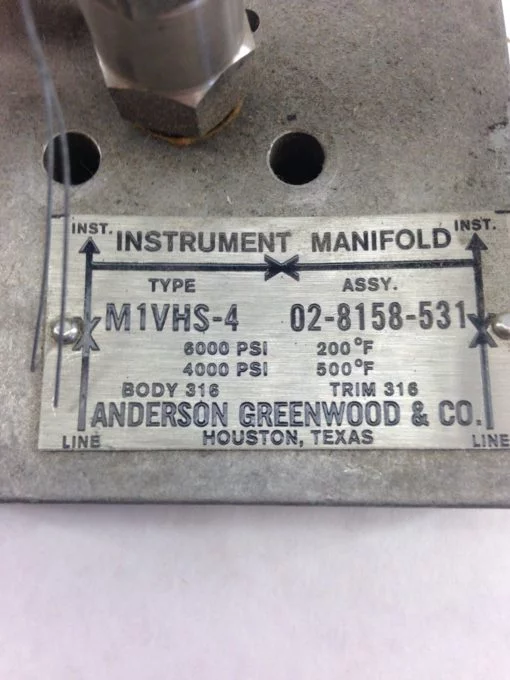 INST. INST.
INSTRUMENT MANIFOLD
TYPE ASSY.
M1VHS-4 02-8158-531
6000 PSI 200°F
4000 PSI 500°F
BODY 316 TRIM 316
ANDERSON GREENWOOD & CO.
LINE HOUSTON, TEXAS LINE